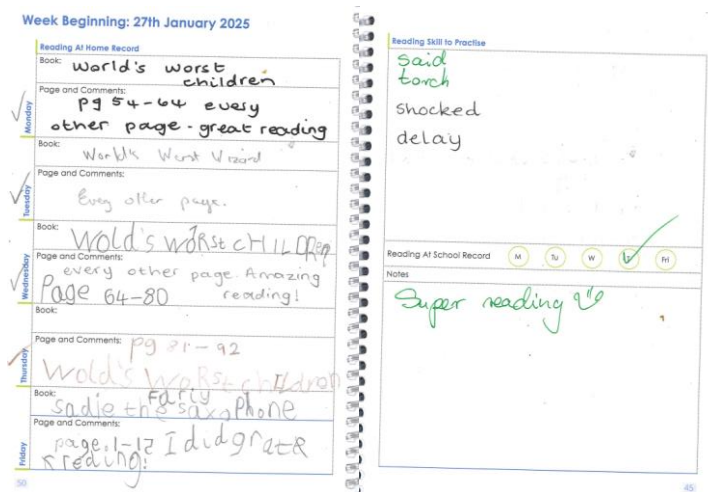 Week Beginning: 27th January 2025
Reading At Home Record
Book: World's worst
children
Monday
Page and Comments:
pg 54-64 every
other page - great reading
Book: World's Worst Wizard
Tuesday
Page and Comments:
Every other page.
Book: Wold's woRst cHILDRen
Wednesday
Page and Comments:
every other page. Amazing
reading!
Page 64-80
Book:
Thursday
Page and Comments: pg 81-92
Wold's woRst children
Book: sadie the saxophone
Fariy
Friday
Page and Comments:
page. 1-12 I did grat
reading!
50
Reading Skill to Practise
said
torch
shocked
delay
Reading At School Record M Tu W Fri
Notes
Super reading
45